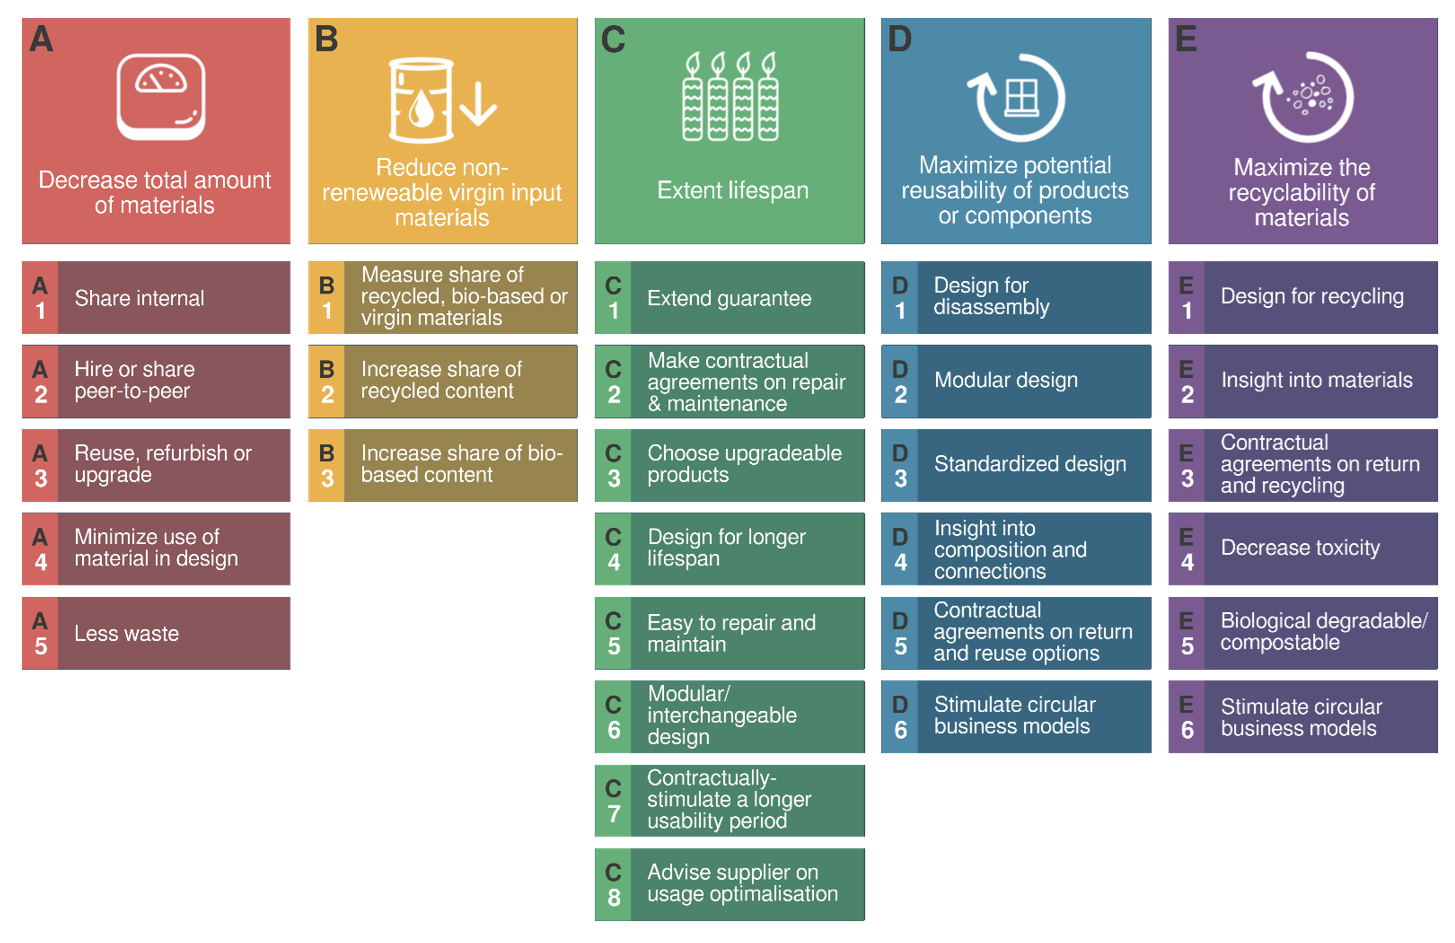 A
Decrease total amount
of materials
A
1
Share internal
A
2
Hire or share
peer-to-peer
A
3
Reuse, refurbish or
upgrade
A
4
Minimize use of
material in design
A
5
Less waste
B
Reduce non-
reneweable virgin input
materials
B
1
Measure share of
recycled, bio-based or
virgin materials
B
2
Increase share of
recycled content
B
3
Increase share of bio-
based content
C
Extent lifespan
C
1
Extend guarantee
C
2
Make contractual
agreements on repair
& maintenance
C
3
Choose upgradeable
products
C
4
Design for longer
lifespan
C
5
Easy to repair and
maintain
C
6
Modular/
interchangeable
design
C
7
Contractually-
stimulate a longer
usability period
C
8
Advise supplier on
usage optimalisation
D
Maximize potential
reusability of products
or components
D
1
Design for
disassembly
D
2
Modular design
D
3
Standardized design
D
4
Insight into
composition and
connections
D
5
Contractual
agreements on return
and reuse options
D
6
Stimulate circular
business models
E
Maximize the
recyclability of
materials
E
1
Design for recycling
E
2
Insight into materials
E
3
Contractual
agreements on return
and recycling
E
4
Decrease toxicity
E
5
Biological degradable/
compostable
E
6
Stimulate circular
business models